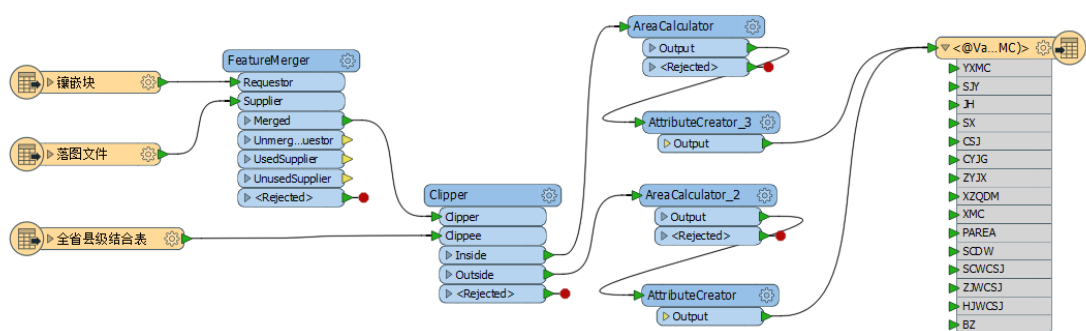 镶嵌块
落图文件
全省县级结合表
FeatureMerger
Requestor
Supplier
Merged
Unmerg...uestor
UsedSupplier
UnusedSupplier
<Rejected>
Clipper
Clipper
Clippee
Inside
Outside
<Rejected>
AreaCalculator
Output
<Rejected>
AttributeCreator_3
Output
AreaCalculator_2
Output
<Rejected>
AttributeCreator
Output
<@Va...MC)>
YXMC
SJY
JH
SX
CSJ
CYJG
ZYJX
XZQDM
XMC
PAREA
SCDW
SCWCSJ
ZJWCSJ
HJWCSJ
BZ